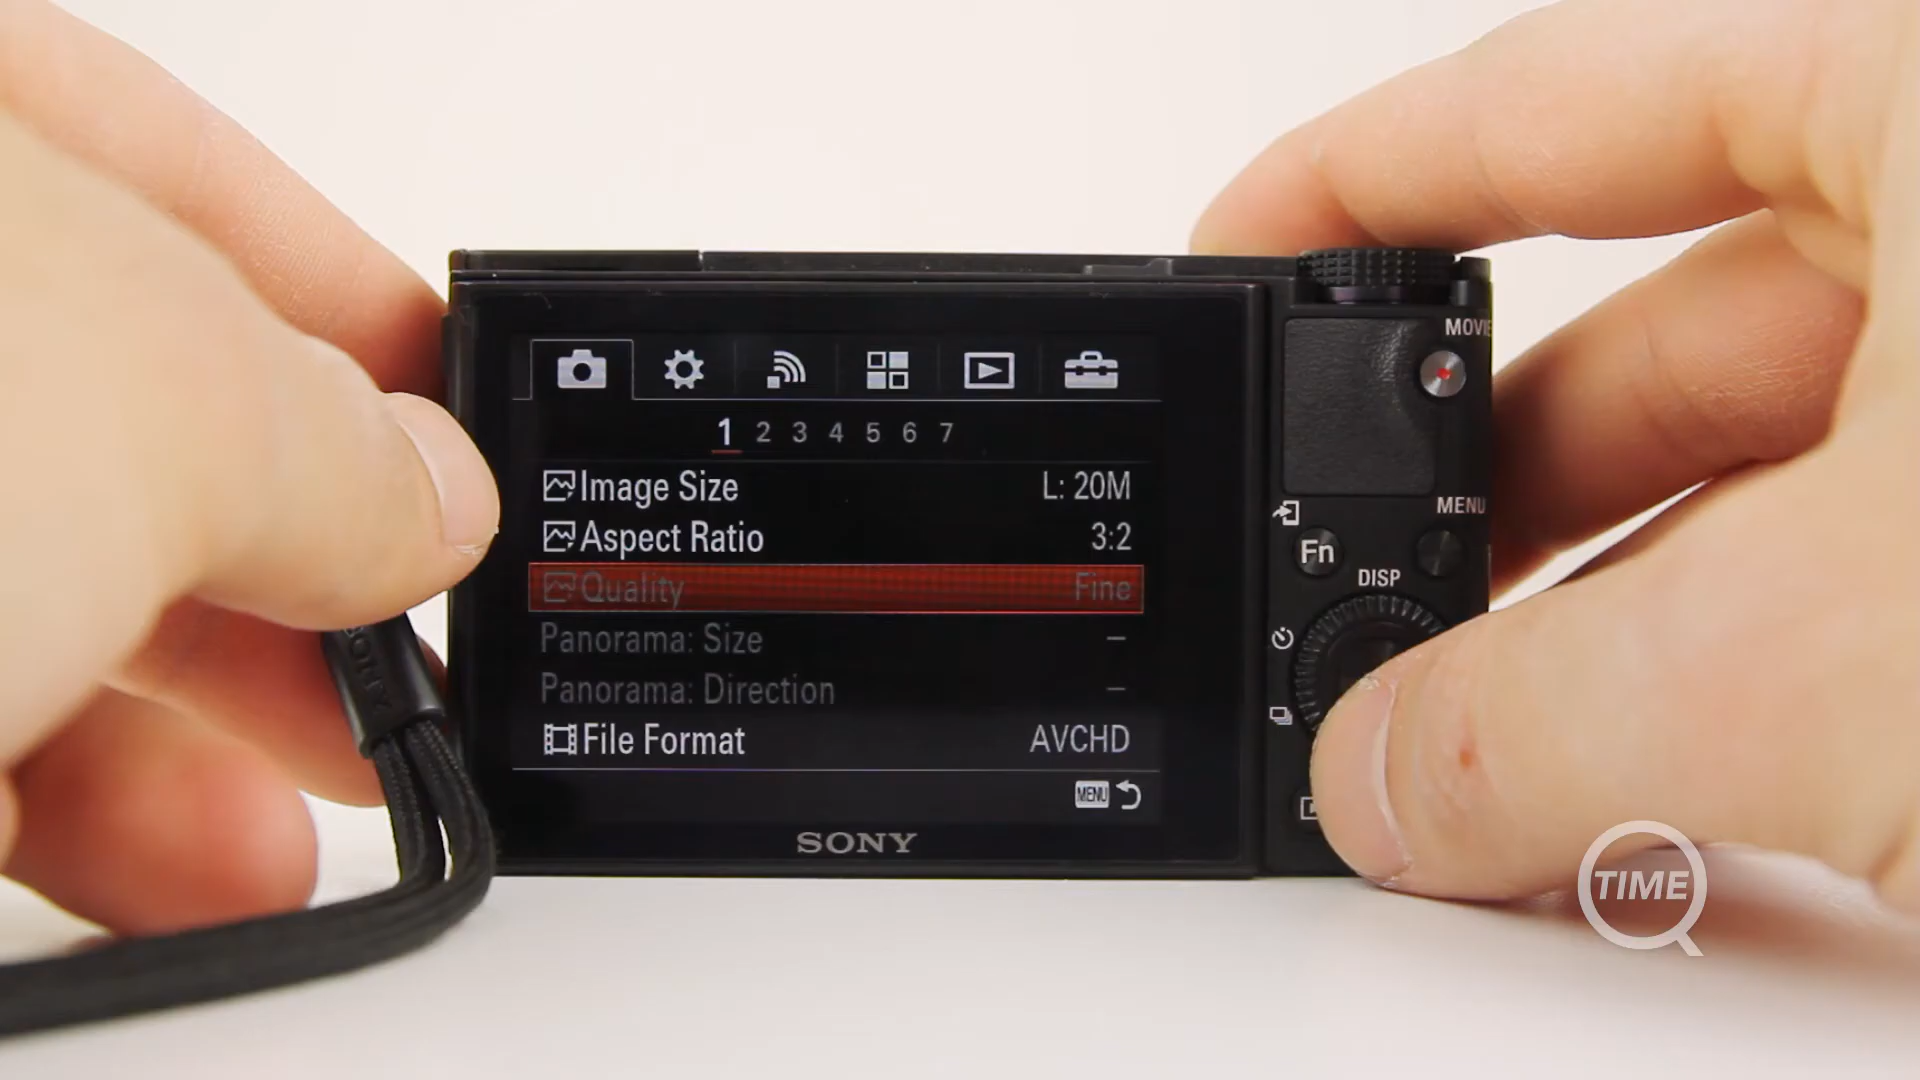 MOVIE
1 2 3 4 5 6 7
Image Size L: 20M
Aspect Ratio 3:2
Quality Fine
Panorama: Size –
Panorama: Direction –
File Format AVCHD
MENU
SONY
MENU
Fn
DISP
SONY
TIME